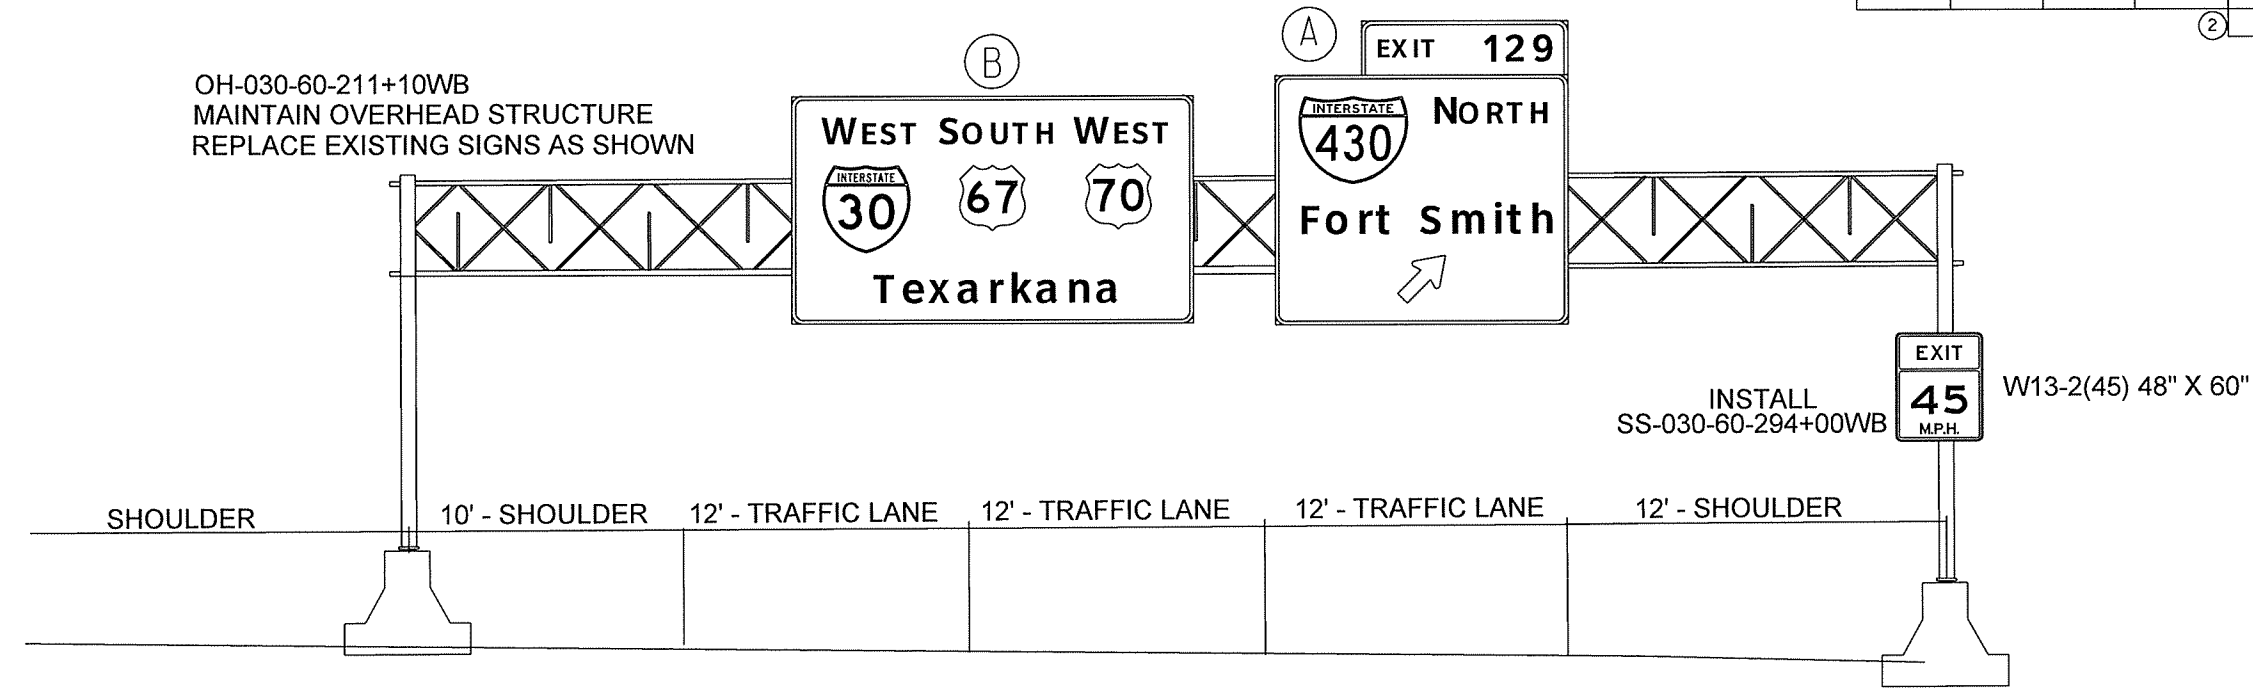 2
A
EXIT 129
B
OH-030-60-211+10WB
MAINTAIN OVERHEAD STRUCTURE
REPLACE EXISTING SIGNS AS SHOWN
WEST SOUTH WEST
INTERSTATE
30
67
70
Texarkana
INTERSTATE
430
NORTH
Fort Smith
EXIT
45
M.P.H.
W13-2(45) 48" X 60"
INSTALL
SS-030-60-294+00WB
SHOULDER
10' - SHOULDER
12' - TRAFFIC LANE
12' - TRAFFIC LANE
12' - TRAFFIC LANE
12' - SHOULDER